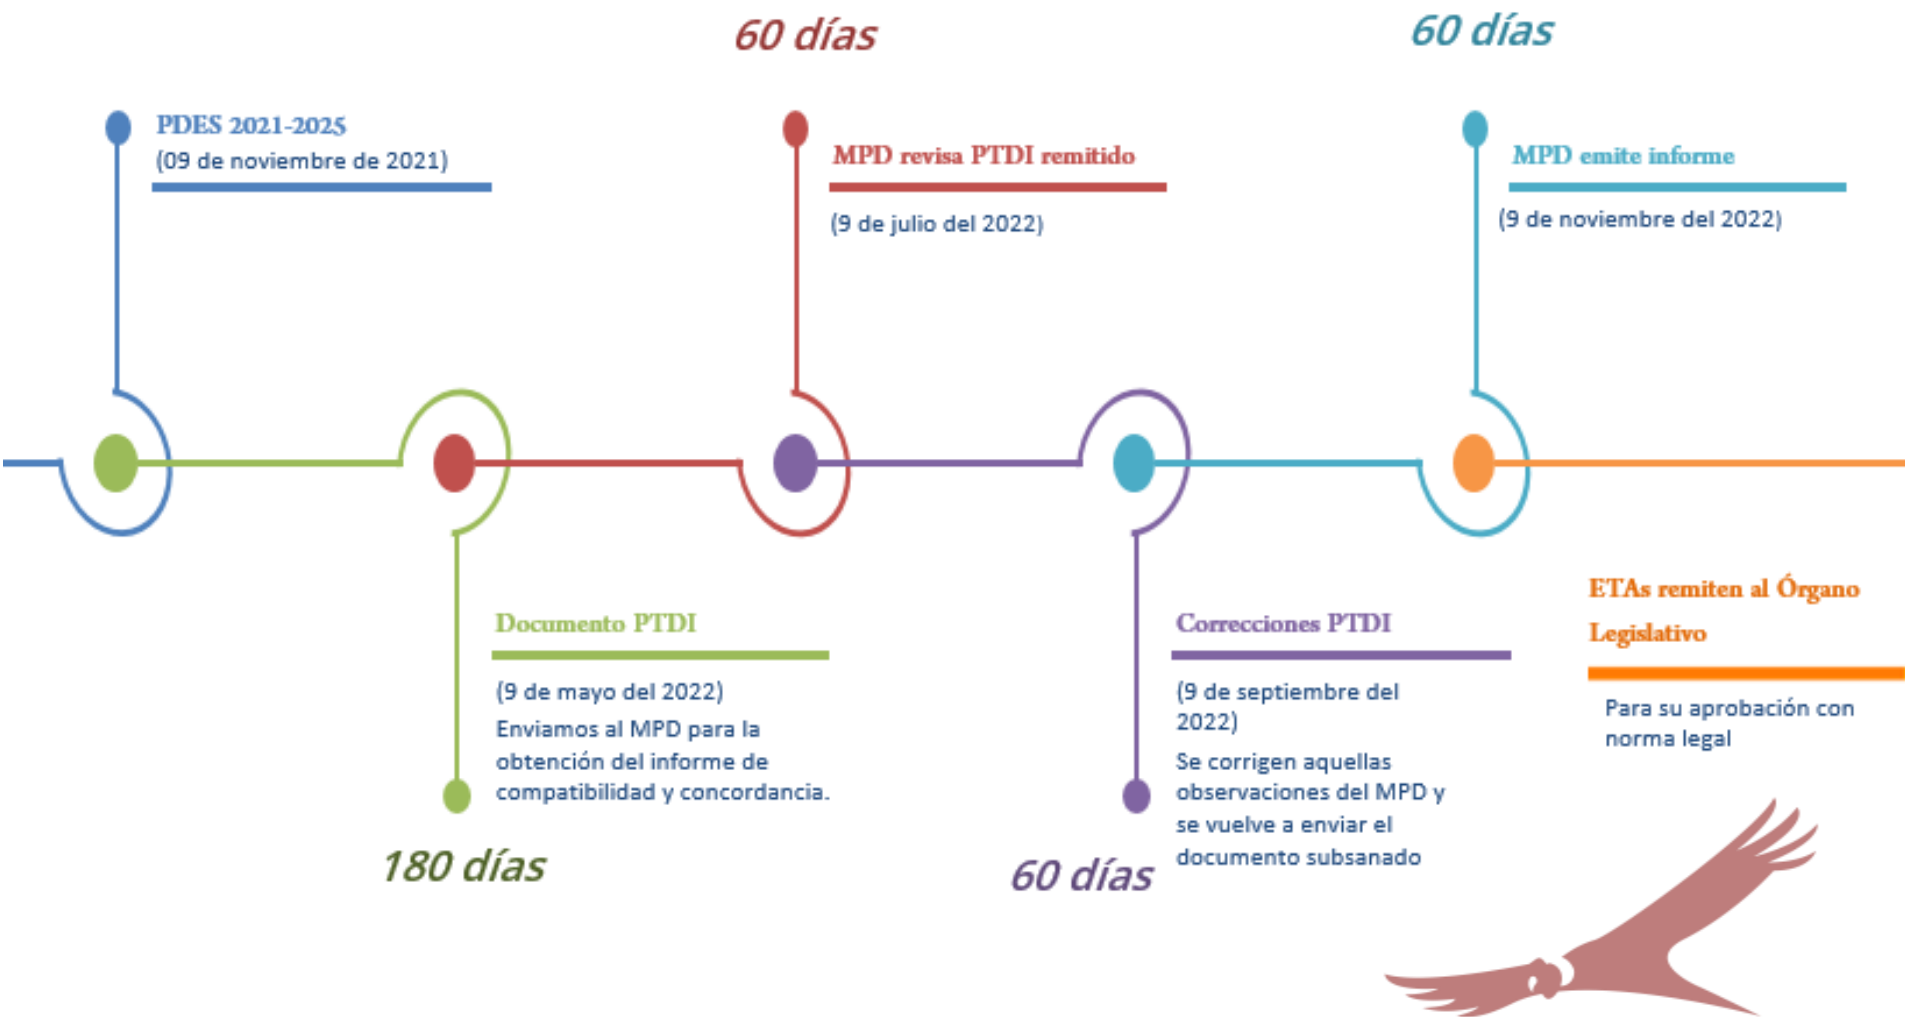 60 días
60 días
PDES 2021-2025
(09 de noviembre de 2021)
MPD revisa PTDI remitido
(9 de julio del 2022)
MPD emite informe
(9 de noviembre del 2022)
Documento PTDI
(9 de mayo del 2022)
Enviamos al MPD para la
obtención del informe de
compatibilidad y concordancia.
180 días
Correcciones PTDI
(9 de septiembre del
2022)
Se corrigen aquellas
observaciones del MPD y
se vuelve a enviar el
documento subsanado
60 días
ETAs remiten al Órgano
Legislativo
Para su aprobación con
norma legal